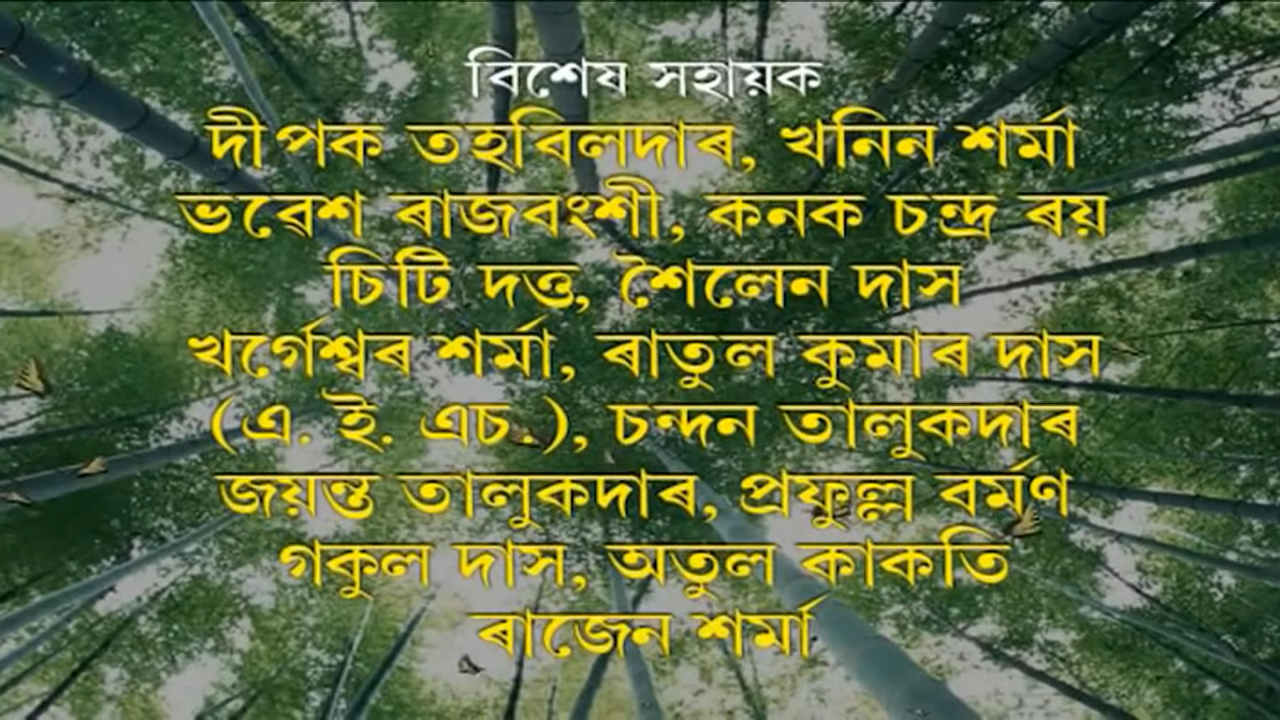 বিশেষ সহায়ক
দীপক তহবিলদাৰ, খনিন শৰ্মা
ভৱেশ ৰাজবংশী, কনক চন্দ্ৰ ৰয়
চিটি দত্ত, শৈলেন দাস
খৰ্গেশ্বৰ শৰ্মা, ৰাতুল কুমাৰ দাস
(এ. ই. এচ.), চন্দন তালুকদাৰ
জয়ন্ত তালুকদাৰ, প্ৰফুল্ল বৰ্মণ
গকুল দাস, অতুল কাকতি
ৰাজেন শৰ্মা